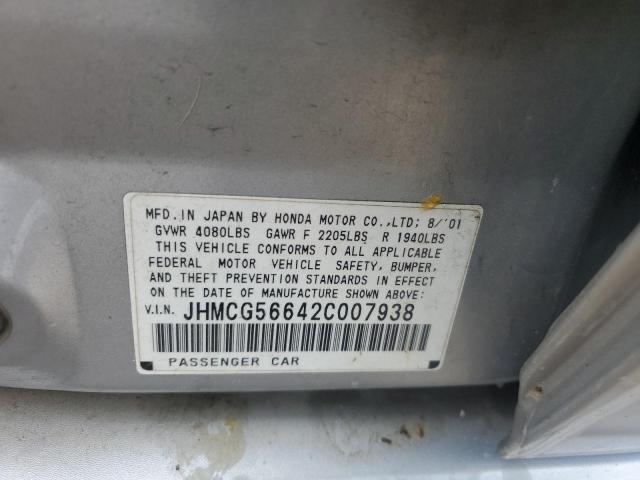 MFD. IN JAPAN BY HONDA MOTOR CO.,LTD; 8/'01
GVWR 4080LBS GAWR F 2205LBS R 1940LBS
THIS VEHICLE CONFORMS TO ALL APPLICABLE
FEDERAL MOTOR VEHICLE SAFETY, BUMPER,
AND THEFT PREVENTION STANDARDS IN EFFECT
ON THE DATE OF MANUFACTURE SHOWN ABOVE:
V.I.N. JHMCG56642C007938
PASSENGER CAR